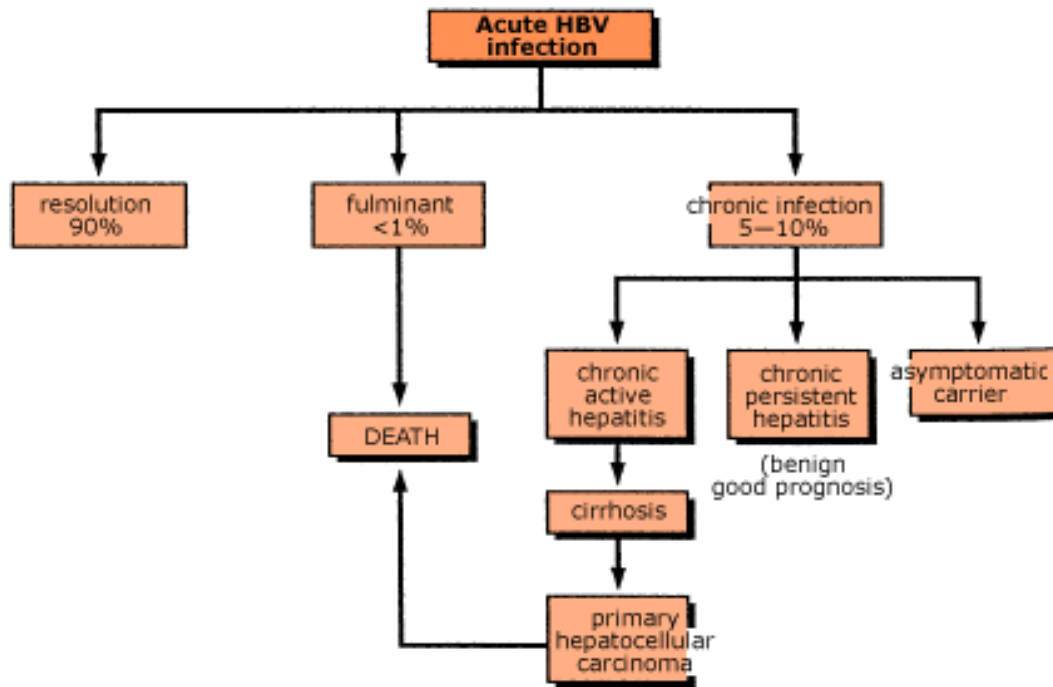 Acute HBV
infection
resolution
90%
fulminant
<1%
chronic infection
5—10%
chronic
active
hepatitis
chronic
persistent
hepatitis
asymptomatic
carrier
DEATH
(benign
good prognosis)
cirrhosis
primary
hepatocellular
carcinoma